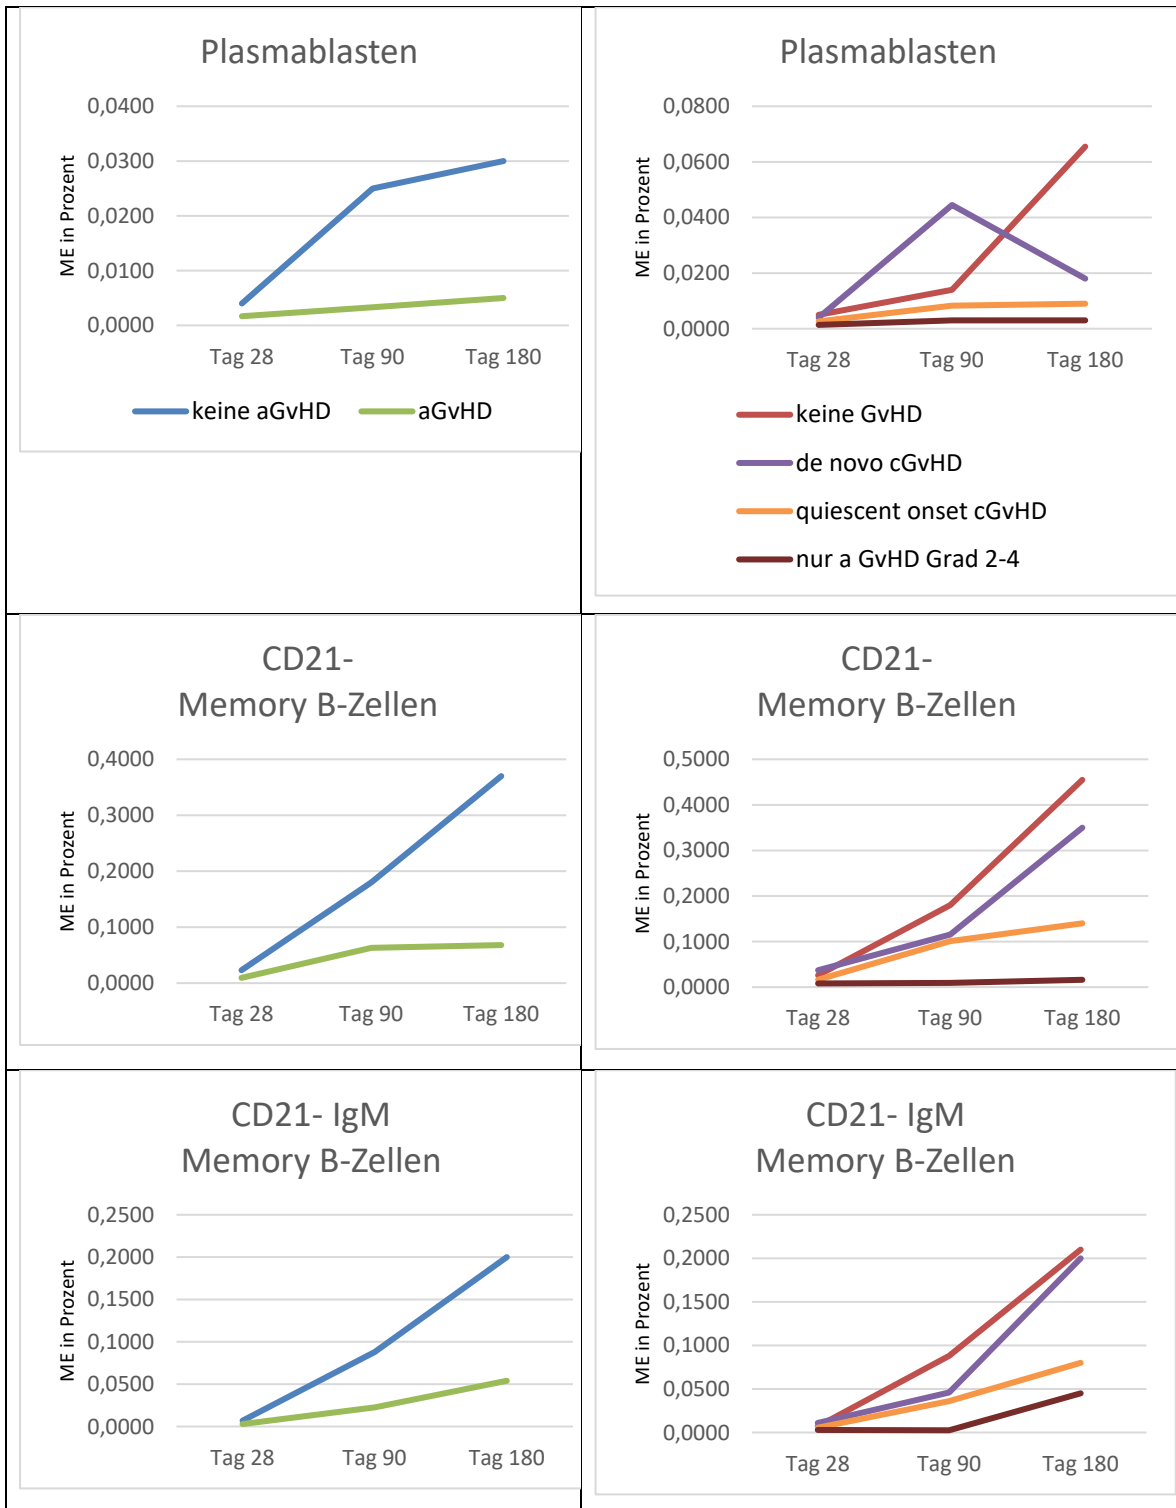 Plasmablasten
0,0400
0,0300
0,0200
0,0100
0,0000
ME in Prozent
Tag 28 Tag 90 Tag 180
keine aGvHD aGvHD
Plasmablasten
0,0800
0,0600
0,0400
0,0200
0,0000
ME in Prozent
Tag 28 Tag 90 Tag 180
keine GvHD
de novo cGvHD
quiescent onset cGvHD
nur a GvHD Grad 2-4
CD21-
Memory B-Zellen
0,4000
0,3000
0,2000
0,1000
0,0000
ME in Prozent
Tag 28 Tag 90 Tag 180
CD21-
Memory B-Zellen
0,5000
0,4000
0,3000
0,2000
0,1000
0,0000
ME in Prozent
Tag 28 Tag 90 Tag 180
CD21- IgM
Memory B-Zellen
0,2500
0,2000
0,1500
0,1000
0,0500
0,0000
ME in Prozent
Tag 28 Tag 90 Tag 180
CD21- IgM
Memory B-Zellen
0,2500
0,2000
0,1500
0,1000
0,0500
0,0000
ME in Prozent
Tag 28 Tag 90 Tag 180